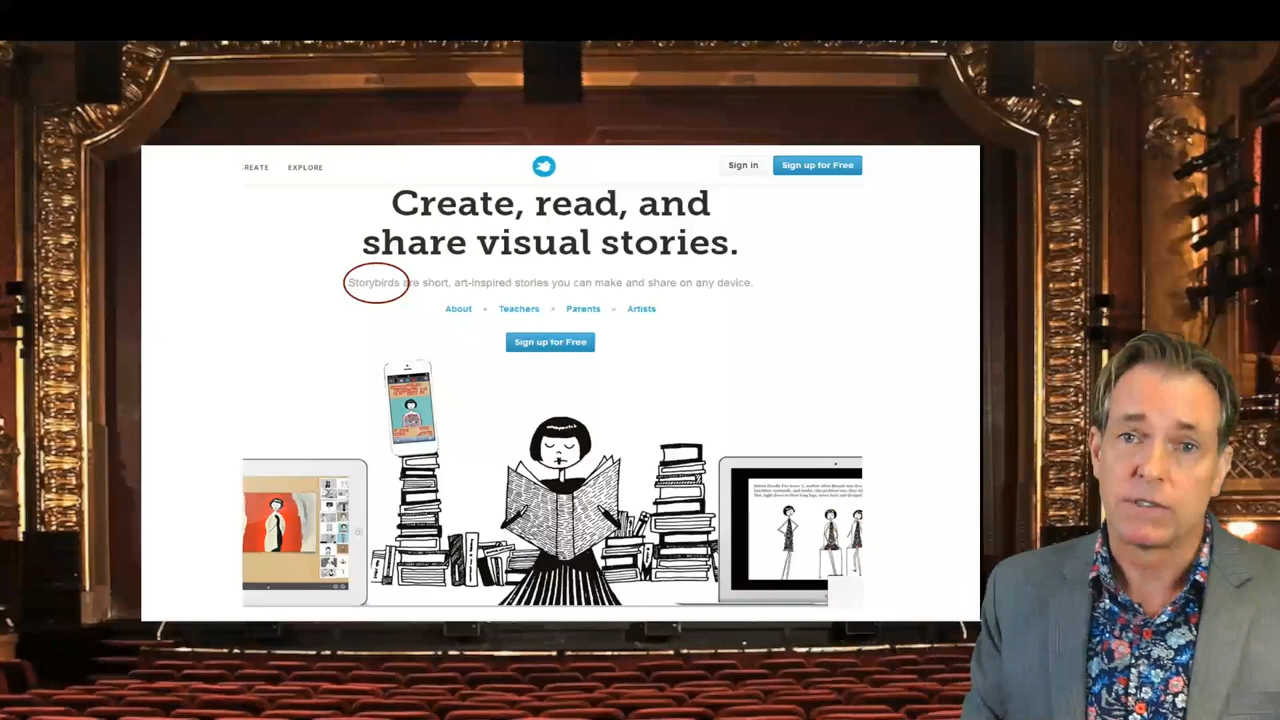 REATE EXPLORE Sign in Sign up for Free
Create, read, and
share visual stories.
Storybirds are short, art-inspired stories you can make and share on any device.
About Teachers Parents Artists
Sign up for Free